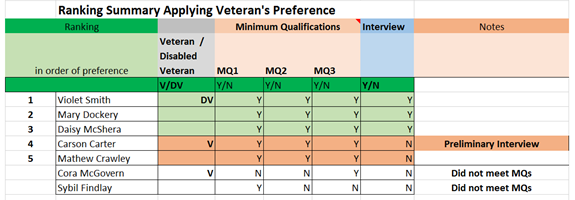 Ranking Summary Applying Veteran's Preference
Ranking Minimum Qualifications Interview Notes
Veteran /
Disabled
in order of preference Veteran MQ1 MQ2 MQ3
V/DV Y/N Y/N Y/N Y/N
1 Violet Smith DV Y Y Y Y
2 Mary Dockery Y Y Y Y
3 Daisy McShera Y Y Y Y
4 Carson Carter V Y Y Y N Preliminary Interview
5 Mathew Crawley Y Y Y N
Cora McGovern V N N Y N Did not meet MQs
Sybil Findlay Y N N N Did not meet MQs